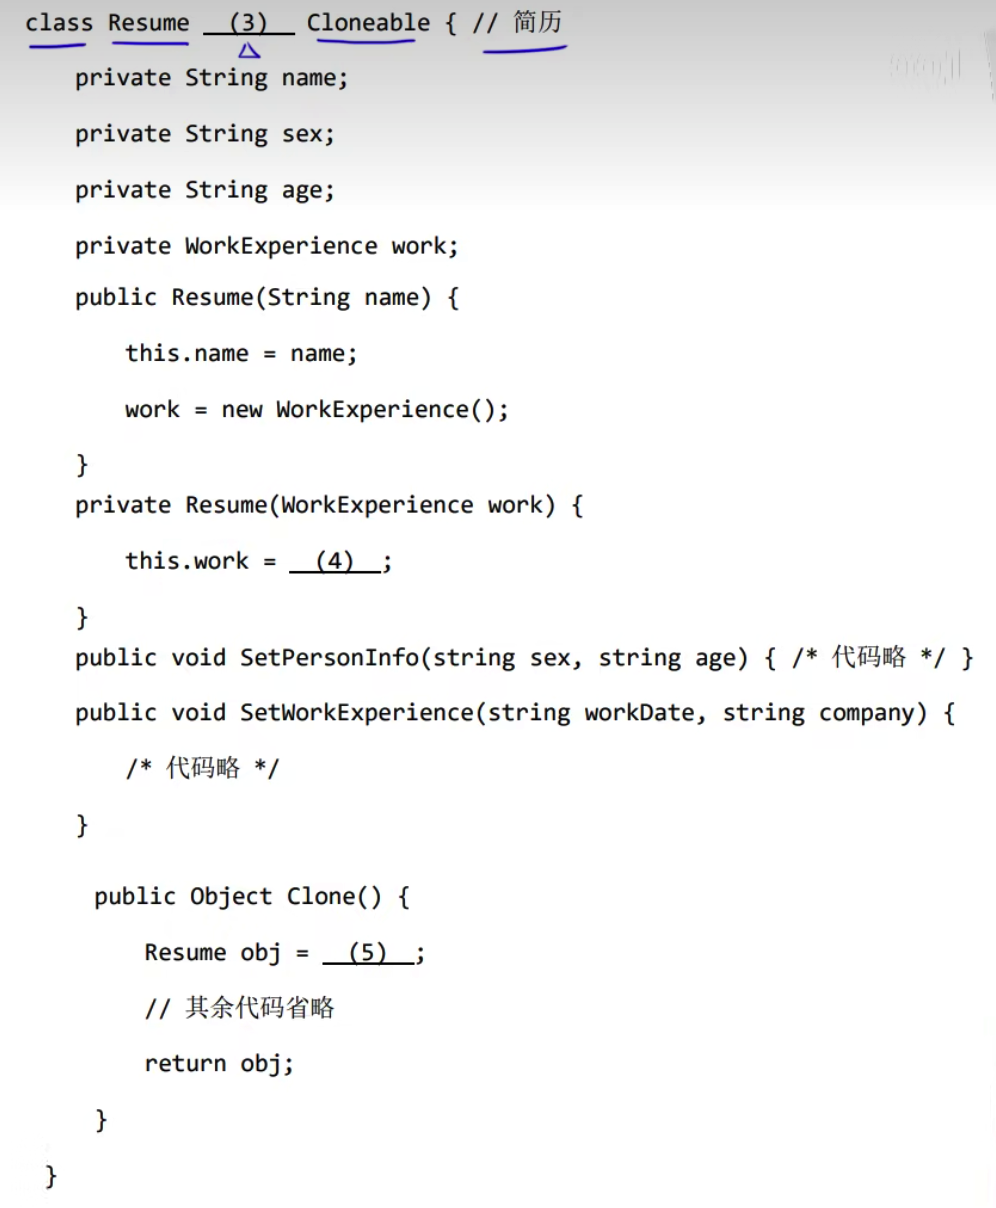 class Resume __(3)__ Cloneable { // 简历
private String name;
private String sex;
private String age;
private WorkExperience work;
public Resume(String name) {
this.name = name;
work = new WorkExperience();
}
private Resume(WorkExperience work) {
this.work = __(4)__;
}
public void SetPersonInfo(string sex, string age) { /* 代码略 */ }
public void SetWorkExperience(string workDate, string company) {
/* 代码略 */
}
public Object Clone() {
Resume obj = __(5)__;
// 其余代码省略
return obj;
}
}